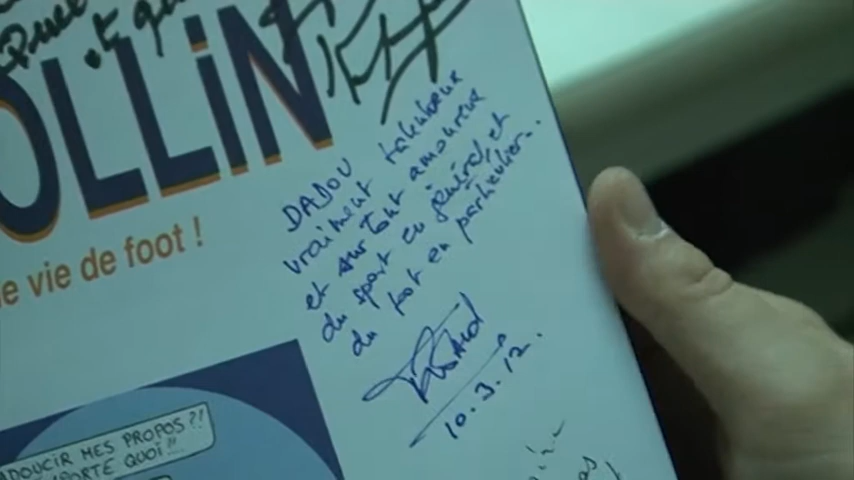 OLLIN
e vie de foot !
DADOU
vraiment talentueux
et surtout amoureux
du sport en général, et
du foot en particulier..
10.3.12.
ADOUCIR MES PROPOS ?!
PORTE QUOI !!